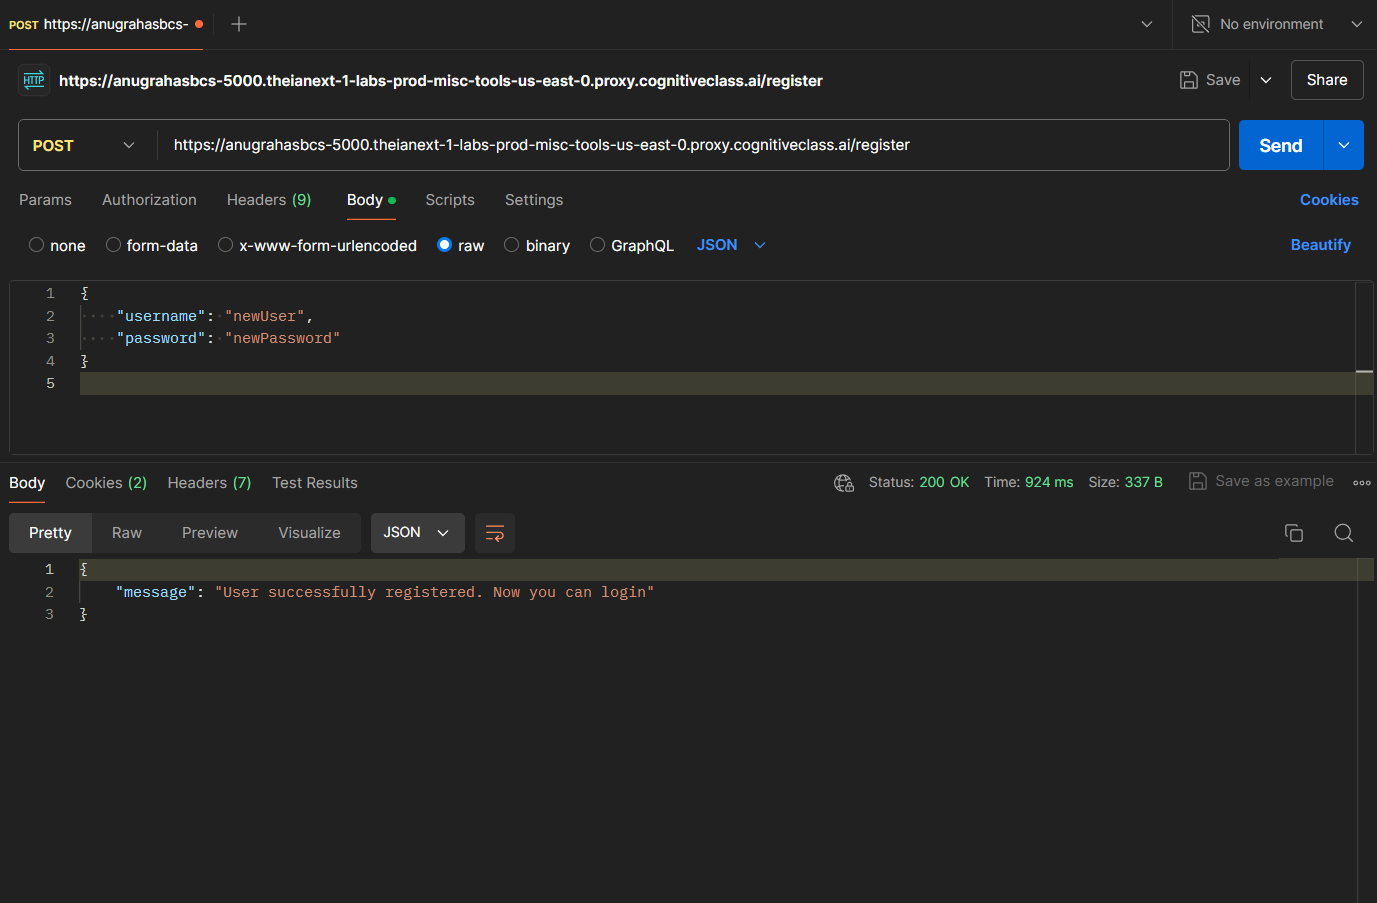 POST https://anugrahasbcs-
No environment
HTTP https://anugrahasbcs-5000.theianext-1-labs-prod-misc-tools-us-east-0.proxy.cognitiveclass.ai/register
Save Share
POST https://anugrahasbcs-5000.theianext-1-labs-prod-misc-tools-us-east-0.proxy.cognitiveclass.ai/register Send
Params Authorization Headers (9) Body Scripts Settings Cookies
none form-data x-www-form-urlencoded raw binary GraphQL JSON Beautify
1 {
2 "username": "newUser",
3 "password": "newPassword"
4 }
5
Body Cookies (2) Headers (7) Test Results Status: 200 OK Time: 924 ms Size: 337 B Save as example
Pretty Raw Preview Visualize JSON
1 {
2 "message": "User successfully registered. Now you can login"
3 }